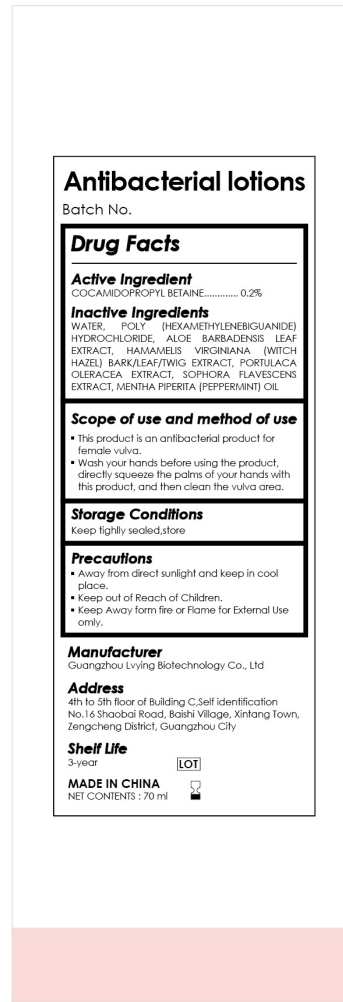 Antibacterial lotions
Batch No.
Drug Facts
Active Ingredient
COCAMIDOPROPYL BETAINE............. 0.2%
Inactive Ingredients
WATER, POLY (HEXAMETHYLENEBIGUANIDE)
HYDROCHLORIDE, ALOE BARBADENSIS LEAF
EXTRACT, HAMAMELIS VIRGINIANA (WITCH
HAZEL) BARK/LEAF/TWIG EXTRACT, PORTULACA
OLERACEA EXTRACT, SOPHORA FLAVESCENS
EXTRACT, MENTHA PIPERITA (PEPPERMINT) OIL
Scope of use and method of use
▪ This product is an antibacterial product for
female vulva.
▪ Wash your hands before using the product,
directly squeeze the palms of your hands with
this product, and then clean the vulva area.
Storage Conditions
Keep tighlly sealed,store
Precautions
▪ Away from direct sunlight and keep in cool
place.
▪ Keep out of Reach of Children.
▪ Keep Away form fire or Flame for External Use
omly.
Manufacturer
Guangzhou Lvying Biotechnology Co., Ltd
Address
4th to 5th floor of Building C,Self identification
No.16 Shaobai Road, Baishi Village, Xintang Town,
Zengcheng District, Guangzhou City
Sheif Life
3-year LOT
MADE IN CHINA
NET CONTENTS : 70 ml